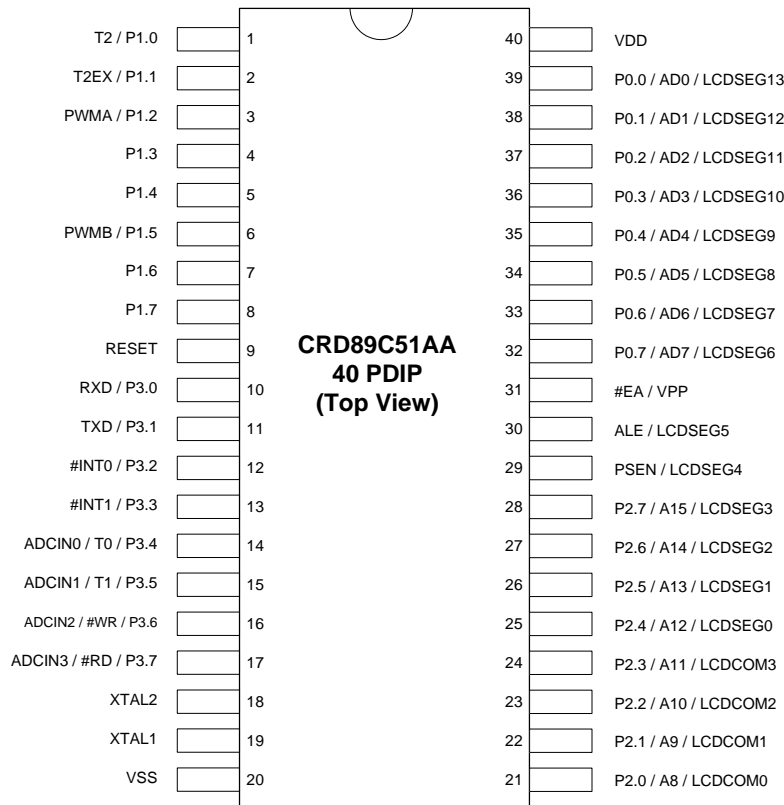 T2 / P1.0 1 40 VDD
T2EX / P1.1 2 39 P0.0 / AD0 / LCDSEG13
PWMA / P1.2 3 38 P0.1 / AD1 / LCDSEG12
P1.3 4 37 P0.2 / AD2 / LCDSEG11
P1.4 5 36 P0.3 / AD3 / LCDSEG10
PWMB / P1.5 6 35 P0.4 / AD4 / LCDSEG9
P1.6 7 34 P0.5 / AD5 / LCDSEG8
P1.7 8 33 P0.6 / AD6 / LCDSEG7
RESET 9 CRD89C51AA 32 P0.7 / AD7 / LCDSEG6
40 PDIP
RXD / P3.0 10 (Top View) 31 #EA / VPP
TXD / P3.1 11 30 ALE / LCDSEG5
#INT0 / P3.2 12 29 PSEN / LCDSEG4
#INT1 / P3.3 13 28 P2.7 / A15 / LCDSEG3
ADCIN0 / T0 / P3.4 14 27 P2.6 / A14 / LCDSEG2
ADCIN1 / T1 / P3.5 15 26 P2.5 / A13 / LCDSEG1
ADCIN2 / #WR / P3.6 16 25 P2.4 / A12 / LCDSEG0
ADCIN3 / #RD / P3.7 17 24 P2.3 / A11 / LCDCOM3
XTAL2 18 23 P2.2 / A10 / LCDCOM2
XTAL1 19 22 P2.1 / A9 / LCDCOM1
VSS 20 21 P2.0 / A8 / LCDCOM0